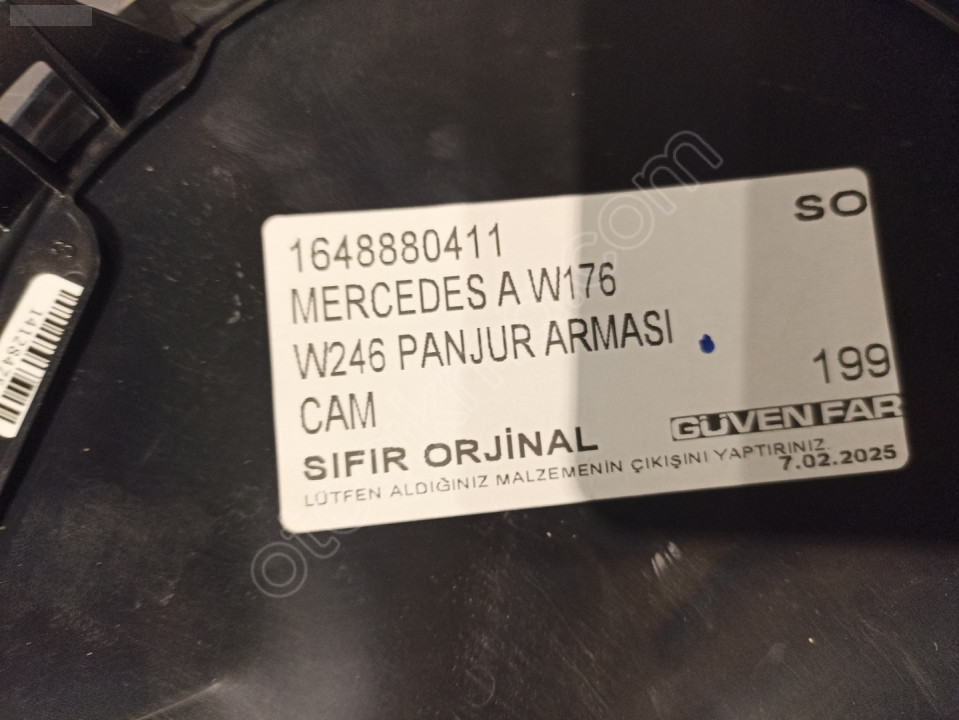 SO
1648880411
MERCEDES A W176
W246 PANJUR ARMASI
199
CAM
GÜVEN FAR
SIFIR ORJİNAL
LÜTFEN ALDIĞINIZ MALZEMENİN ÇIKIŞINI YAPTIRINIZ.
7.02.2025